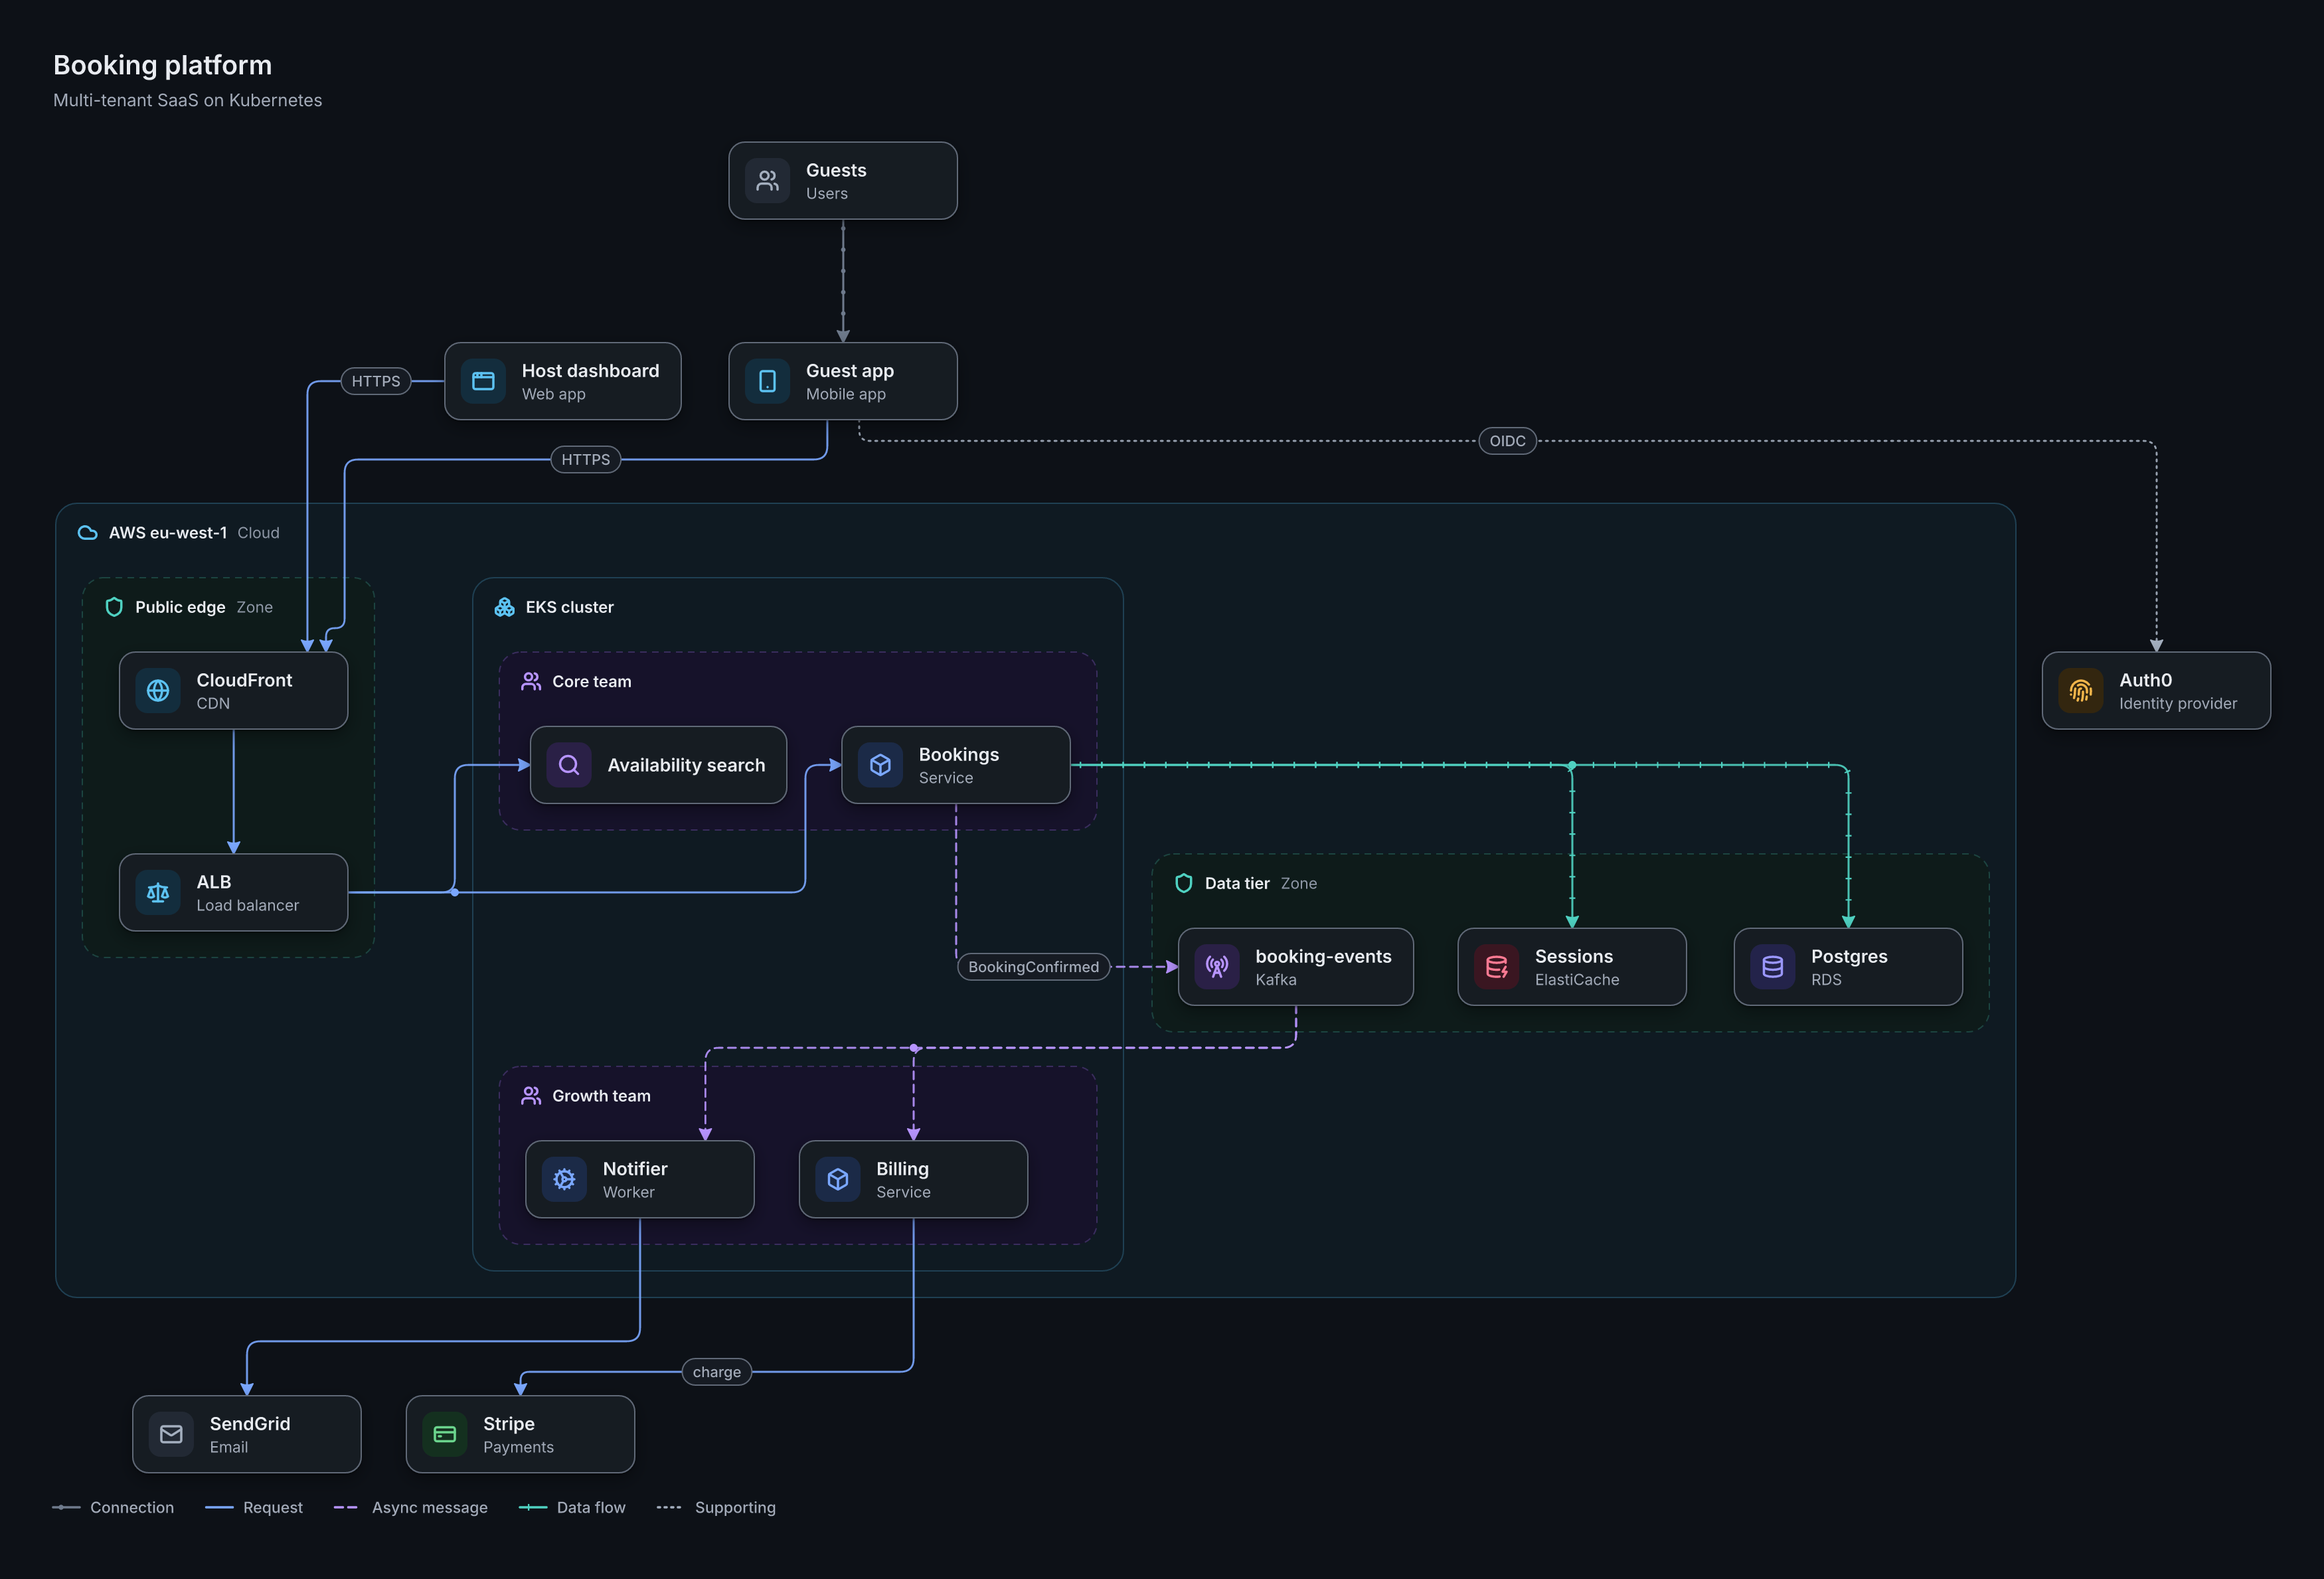 Booking platform
Multi-tenant SaaS on Kubernetes
Guests
Users
Host dashboard
Web app
Guest app
Mobile app
HTTPS
HTTPS
OIDC
AWS eu-west-1 Cloud
Public edge Zone
EKS cluster
CloudFront
CDN
Core team
Auth0
Identity provider
Availability search
Bookings
Service
ALB
Load balancer
Data tier Zone
BookingConfirmed
booking-events
Kafka
Sessions
ElastiCache
Postgres
RDS
Growth team
Notifier
Worker
Billing
Service
charge
SendGrid
Email
Stripe
Payments
Connection
Request
Async message
Data flow
Supporting